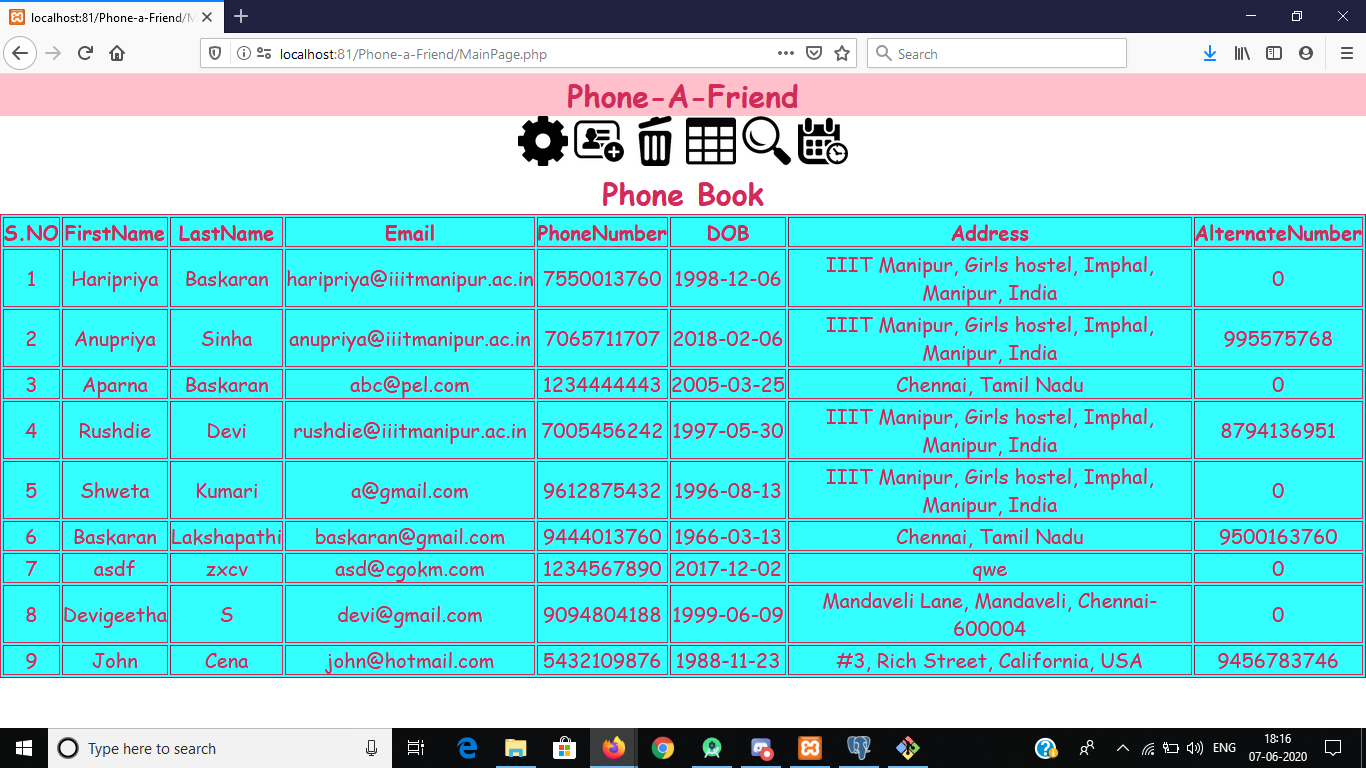 localhost:81/Phone-a-Friend/M
localhost:81/Phone-a-Friend/MainPage.php
Search
Phone-A-Friend
Phone Book
S.NO FirstName LastName Email PhoneNumber DOB Address AlternateNumber
1 Haripriya Baskaran haripriya@iiitmanipur.ac.in 7550013760 1998-12-06 IIIT Manipur, Girls hostel, Imphal, 0
Manipur, India
2 Anupriya Sinha anupriya@iiitmanipur.ac.in 7065711707 2018-02-06 IIIT Manipur, Girls hostel, Imphal, 995575768
Manipur, India
3 Aparna Baskaran abc@pel.com 1234444443 2005-03-25 Chennai, Tamil Nadu 0
4 Rushdie Devi rushdie@iiitmanipur.ac.in 7005456242 1997-05-30 IIIT Manipur, Girls hostel, Imphal, 8794136951
Manipur, India
5 Shweta Kumari a@gmail.com 9612875432 1996-08-13 IIIT Manipur, Girls hostel, Imphal, 0
Manipur, India
6 Baskaran Lakshapathi baskaran@gmail.com 9444013760 1966-03-13 Chennai, Tamil Nadu 9500163760
7 asdf zxcv asd@cgokm.com 1234567890 2017-12-02 qwe 0
8 Devigeetha S devi@gmail.com 9094804188 1999-06-09 Mandaveli Lane, Mandaveli, Chennai- 0
600004
9 John Cena john@hotmail.com 5432109876 1988-11-23 #3, Rich Street, California, USA 9456783746
Type here to search
ENG
18:16
07-06-2020